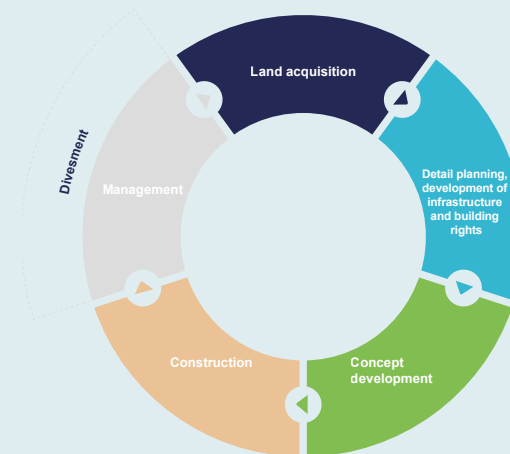 Land acquisition
Detail planning,
development of
infrastructure
and building
rights
Concept
development
Construction
Management
Divesment